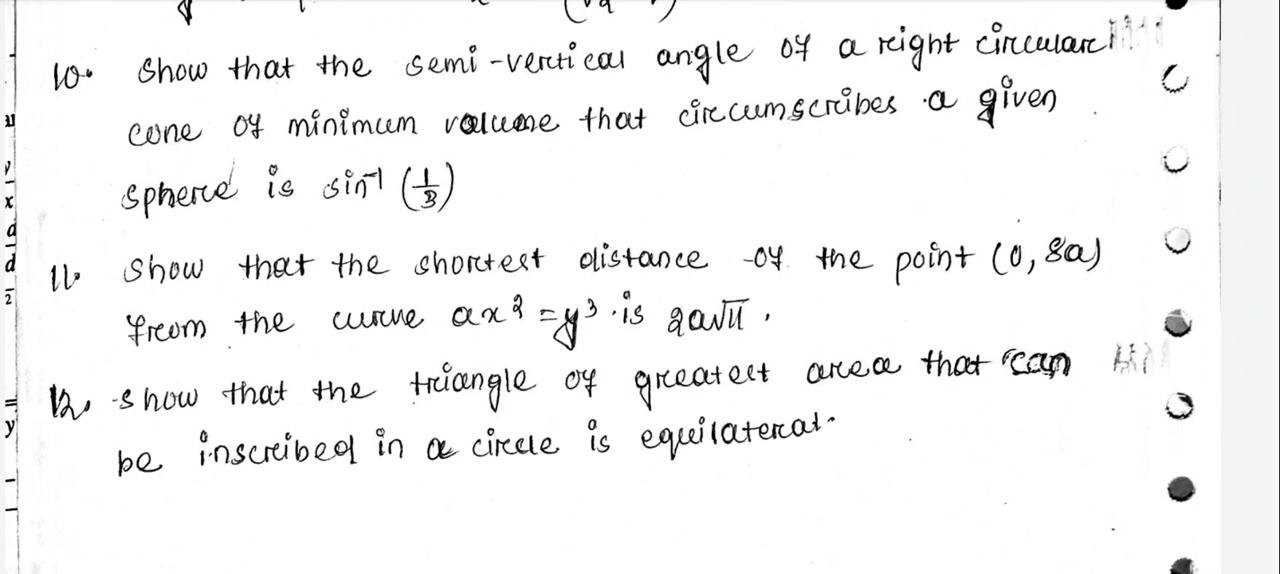 10. Show that the semi-vertical angle of a right circular
cone of minimum volume that circumscribes a given
sphere is sin⁻¹ (1/3)
11. Show that the shortest distance of the point (0, 8a)
from the curve ax² = y³ is 2a√11.
12. Show that the triangle of greatest area that can
be inscribed in a circle is equilateral.